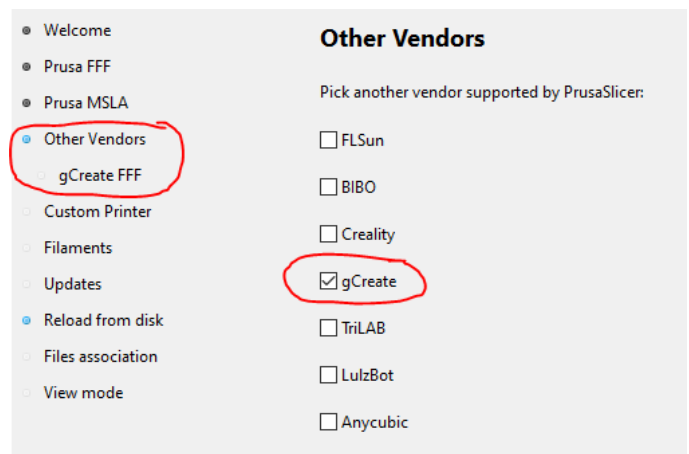 Welcome
Prusa FFF
Prusa MSLA
Other Vendors
gCreate FFF
Custom Printer
Filaments
Updates
Reload from disk
Files association
View mode
Other Vendors
Pick another vendor supported by PrusaSlicer:
FLSun
BIBO
Creality
gCreate
TriLAB
LulzBot
Anycubic